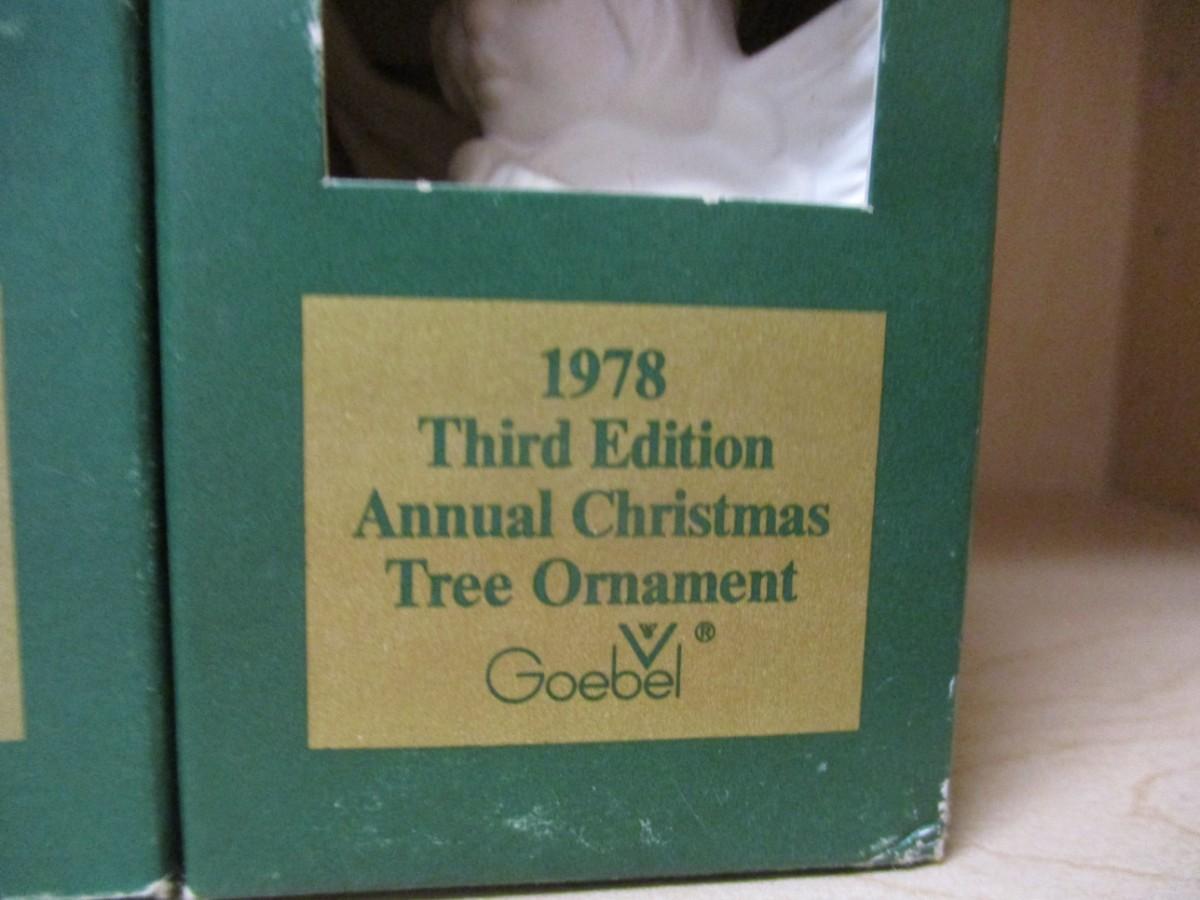 1978
Third Edition
Annual Christmas
Tree Ornament
Goebel ®